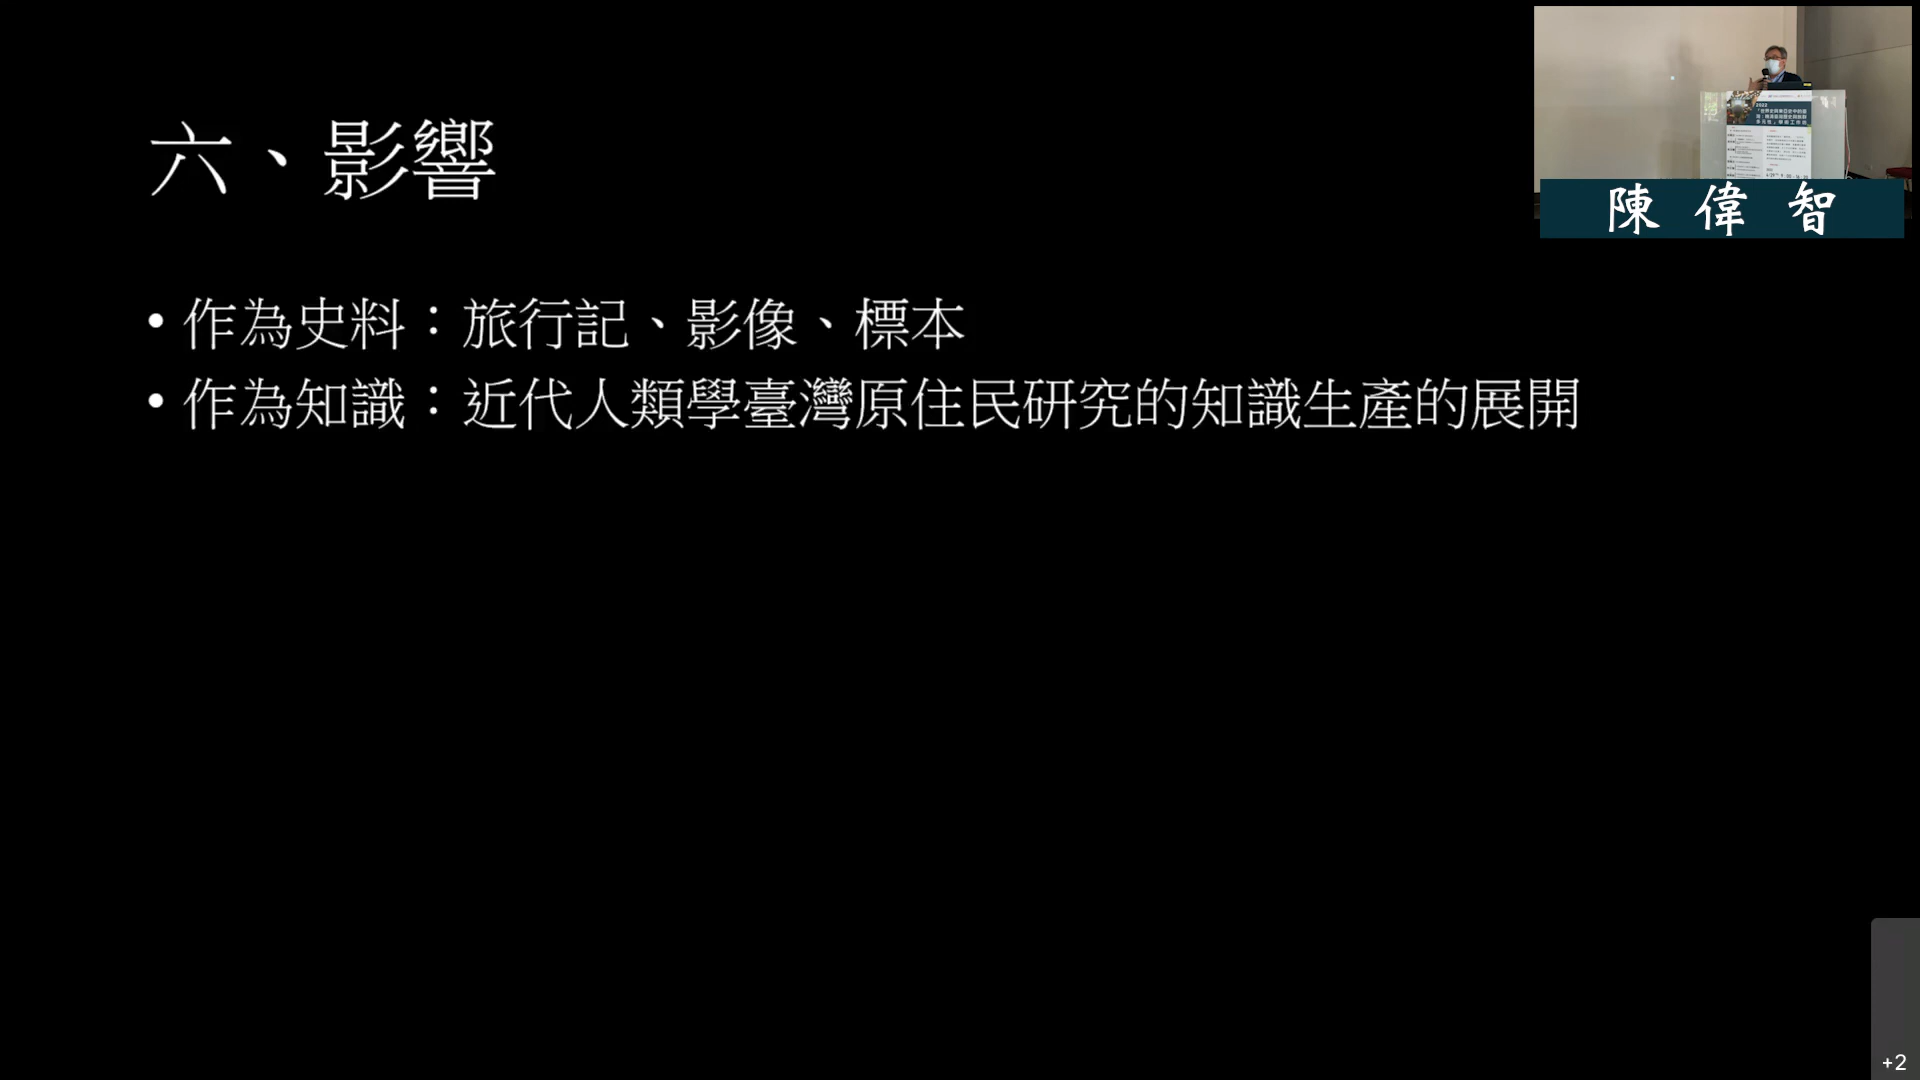 六、影響
• 作為史料：旅行記、影像、標本
• 作為知識：近代人類學臺灣原住民研究的知識生產的展開
2022
陳偉智
+2